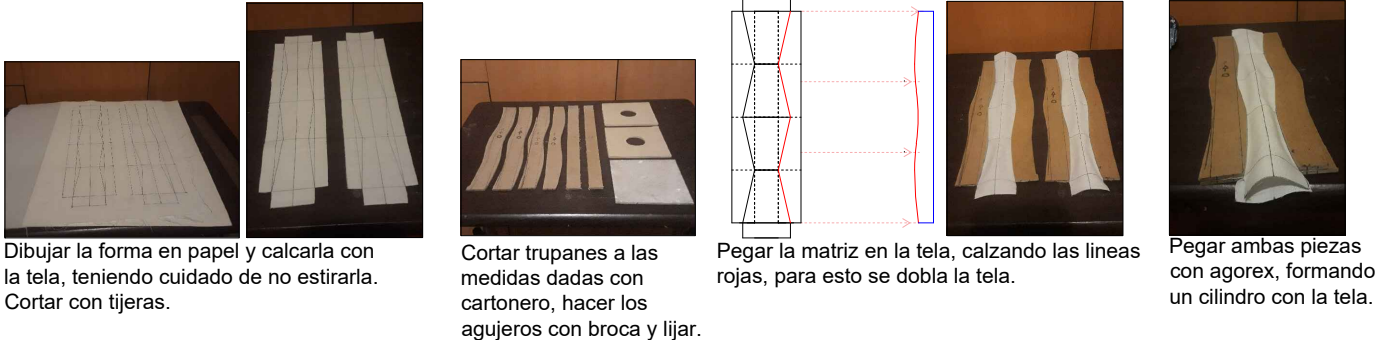 Dibujar la forma en papel y calcarla con
la tela, teniendo cuidado de no estirarla.
Cortar con tijeras.
Cortar trupanes a las
medidas dadas con
cartonero, hacer los
agujeros con broca y lijar.
Pegar la matriz en la tela, calzando las lineas
rojas, para esto se dobla la tela.
Pegar ambas piezas
con agorex, formando
un cilindro con la tela.